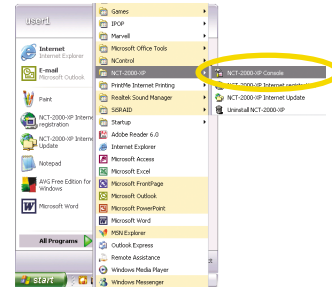 user1
Internet
Internet Explorer
E-mail
Microsoft Outlook
Paint
NCT-2000-XP Interne
registration
NCT-2000-XP Interne
Update
Notepad
AVG Free Edition for
Windows
Microsoft Word
All Programs
start
Games
IPOP
Marvell
Microsoft Office Tools
NControl
NCT-2000-XP
PrintMe Internet Printing
Realtek Sound Manager
SSRAID
Startup
Adobe Reader 6.0
Internet Explorer
Microsoft Access
Microsoft Excel
Microsoft FrontPage
Microsoft Outlook
Microsoft PowerPoint
Microsoft Word
MSN Explorer
Outlook Express
Remote Assistance
Windows Media Player
Windows Messenger
NCT-2000-XP Console
NCT-2000-XP Internet registra
NCT-2000-XP Internet Update
Uninstall NCT-2000-XP